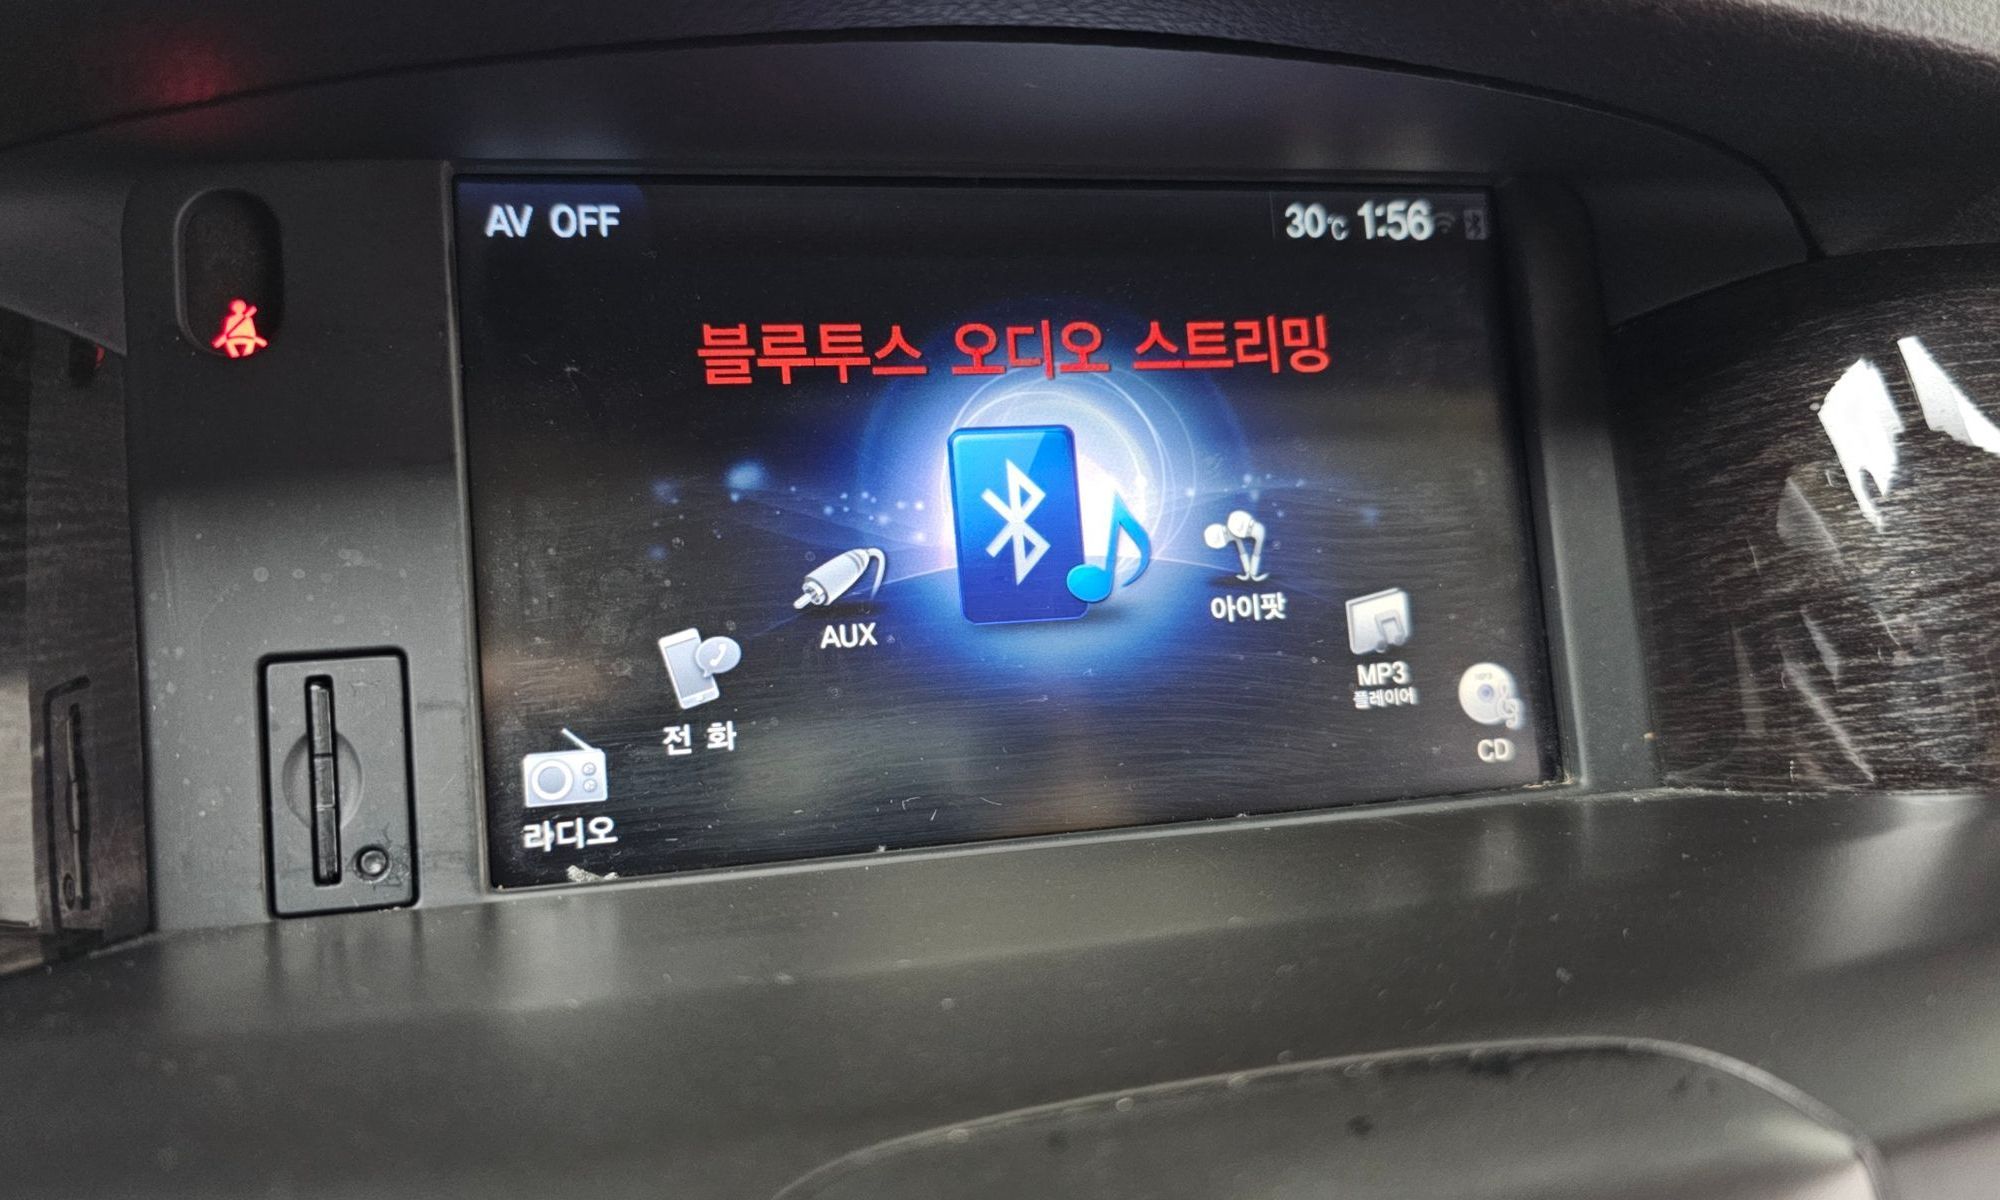 AV OFF
30℃ 1:56
블루투스 오디오 스트리밍
AUX
아이팟
전 화
MP3
플레이어
라디오
CD